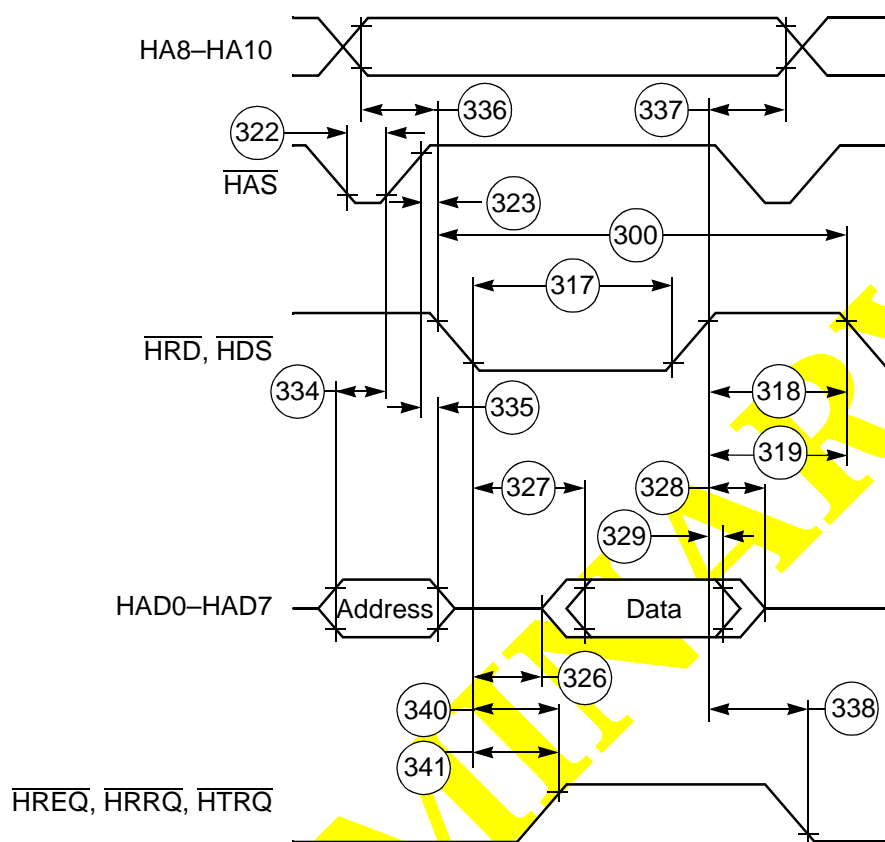 HA8–HA10
336
337
322
HAS
323
300
317
HRD, HDS
334
335
318
319
327
328
329
HAD0–HAD7
Address
Data
326
340
338
341
HREQ, HRRQ, HTRQ